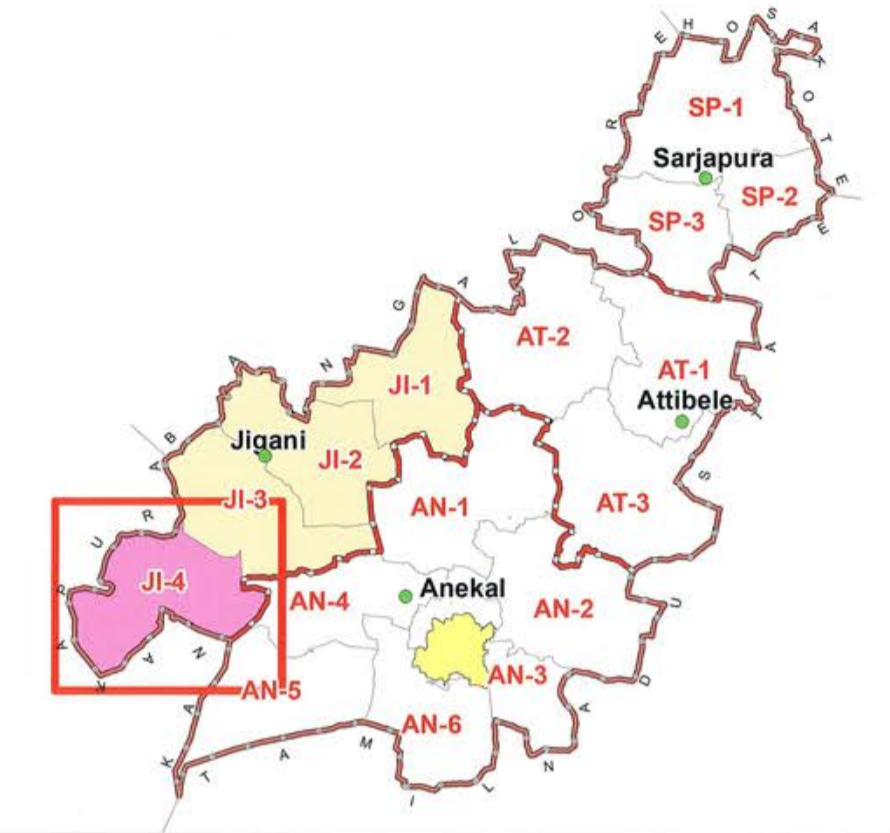 H O S A K O T E
B A N G A L O R E
SP-1
Sarjapura
SP-2
SP-3
AT-2
AT-1
Attibele
JI-1
Jigani
JI-2
JI-3
AN-1
AT-3
K A N A K A P U R A
JI-4
AN-4
Anekal
AN-2
AN-5
AN-3
AN-6
T A M I L N A D U S T A T E